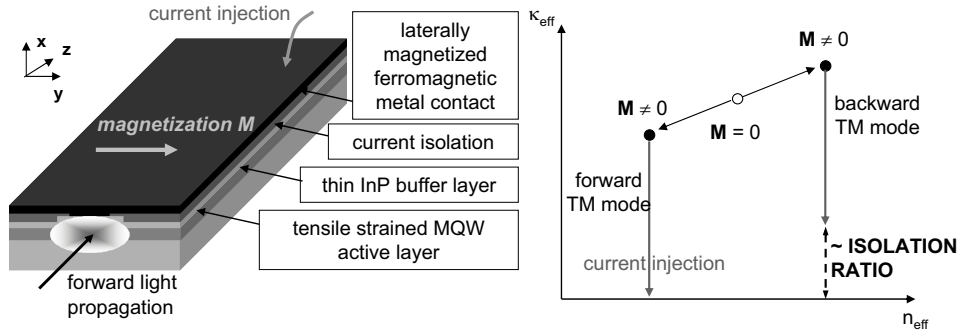 current injection
x
z
y
magnetization M
laterally
magnetized
ferromagnetic
metal contact
current isolation
thin InP buffer layer
tensile strained MQW
active layer
forward light
propagation
κeff
M ≠ 0
M ≠ 0
M = 0
backward
TM mode
forward
TM mode
current injection
~ ISOLATION
RATIO
neff